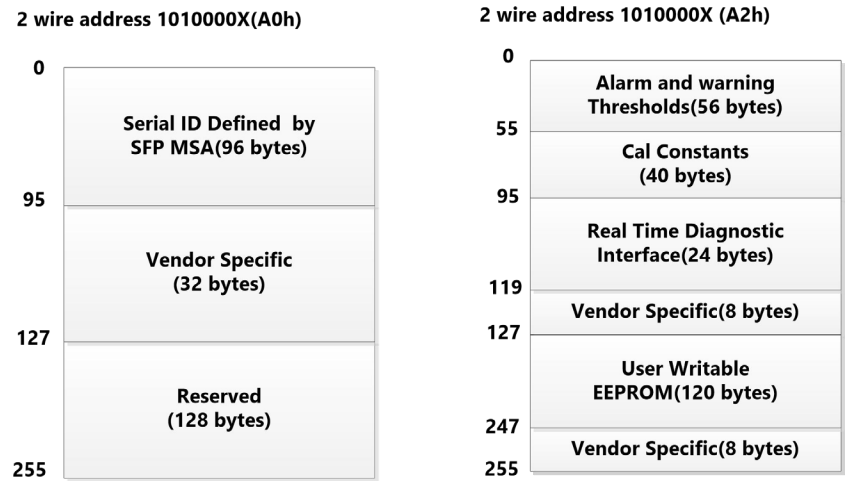 2 wire address 1010000X(A0h)
0
Serial ID Defined by
SFP MSA(96 bytes)
95
Vendor Specific
(32 bytes)
127
Reserved
(128 bytes)
255
2 wire address 1010000X (A2h)
0
Alarm and warning
Thresholds(56 bytes)
55
Cal Constants
(40 bytes)
95
Real Time Diagnostic
Interface(24 bytes)
119
Vendor Specific(8 bytes)
127
User Writable
EEPROM(120 bytes)
247
Vendor Specific(8 bytes)
255